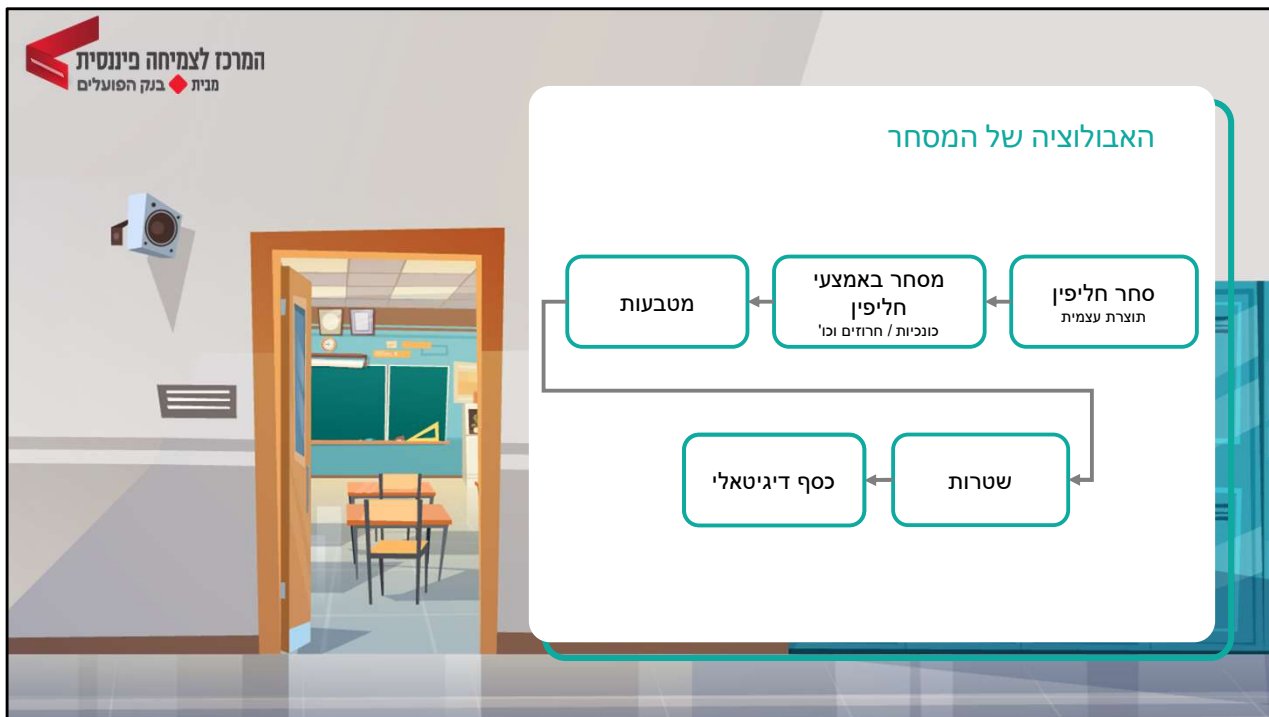 המרכז לצמיחה פיננסית
מבית בנק הפועלים
האבולוציה של המסחר
סחר חליפין
תוצרת עצמית
מסחר באמצעי
חליפין
כונכיות / חרוזים וכו'
מטבעות
שטרות
כסף דיגיטאלי